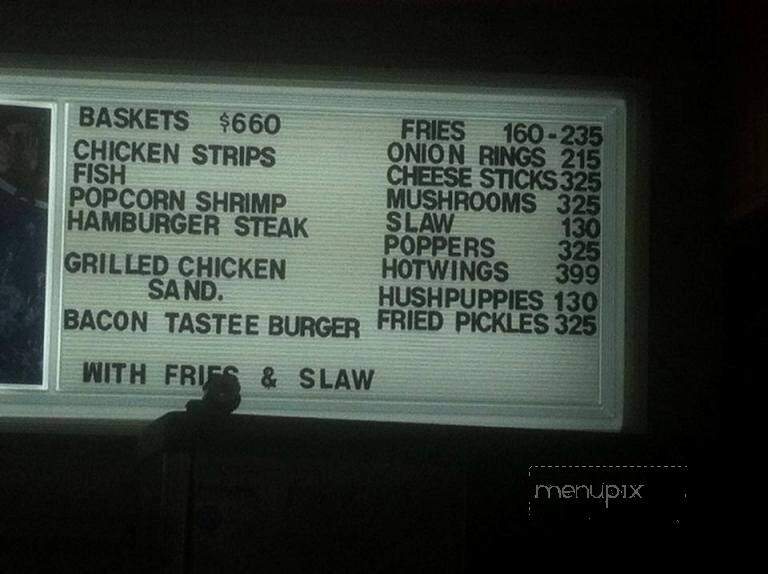 BASKETS $660
CHICKEN STRIPS
FISH
POPCORN SHRIMP
HAMBURGER STEAK
GRILLED CHICKEN
SAND.
BACON TASTEE BURGER
WITH FRIES & SLAW
FRIES 160-235
ONION RINGS 215
CHEESE STICKS 325
MUSHROOMS 325
SLAW 130
POPPERS 325
HOTWINGS 399
HUSHPUPPIES 130
FRIED PICKLES 325
menupix